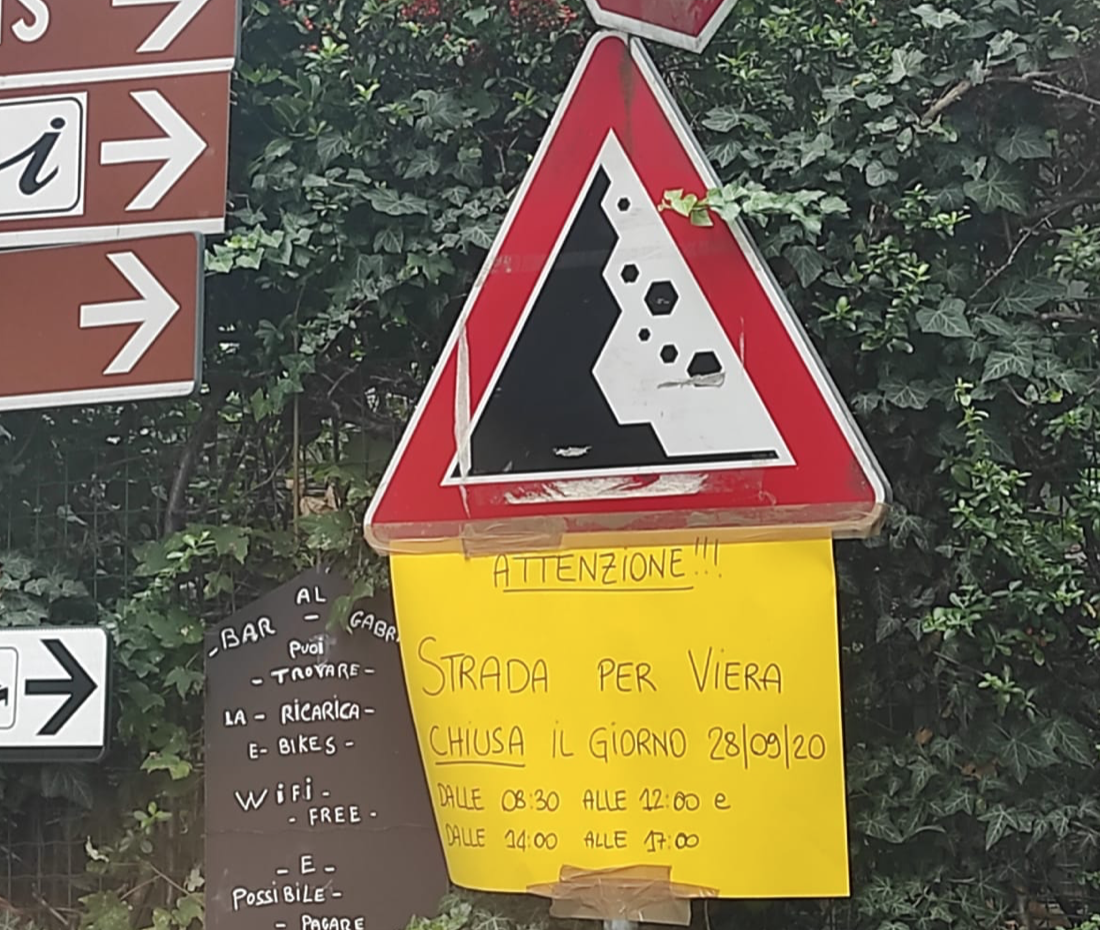 S
i
ATTENZIONE!!!
STRADA PER VIERA
CHIUSA IL GIORNO 28/09/20
DALLE 08:30 ALLE 12:00 e
DALLE 14:00 ALLE 17:00
AL
-BAR - GABR
PUOI
- TROVARE -
LA - RICARICA -
E- BIKES -
WiFi -
- FREE -
- E -
POSSIBILE -
- PAGARE